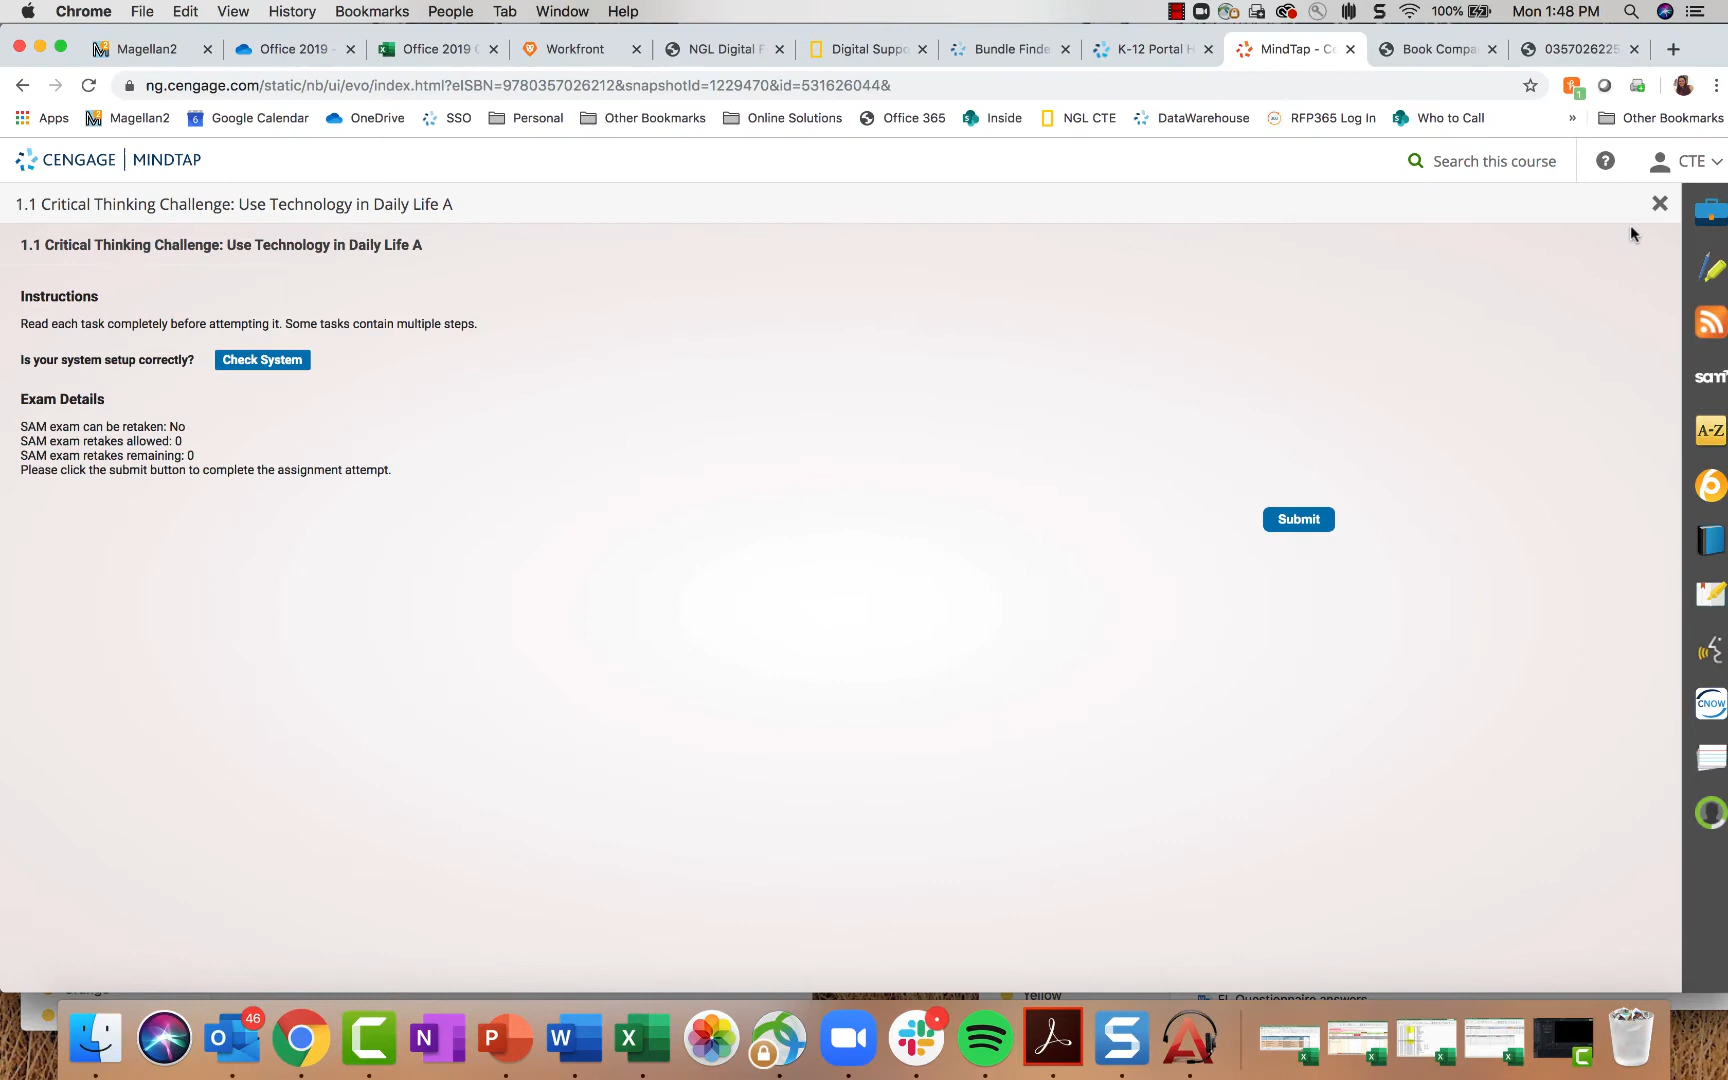 Chrome File Edit View History Bookmarks People Tab Window Help 100% Mon 1:48 PM
Magellan2 Office 2019 - Office 2019 Workfront NGL Digital Digital Suppo Bundle Finde K-12 Portal MindTap - Book Compa 0357026225
ng.cengage.com/static/nb/ui/evo/index.html?eISBN=9780357026212&snapshotId=1229470&id=531626044& 1
Apps Magellan2 6 Google Calendar OneDrive SSO Personal Other Bookmarks Online Solutions Office 365 Inside NGL CTE DataWarehouse RFP365 Log In Who to Call » Other Bookmarks
CENGAGE | MINDTAP Search this course ? CTE
1.1 Critical Thinking Challenge: Use Technology in Daily Life A
1.1 Critical Thinking Challenge: Use Technology in Daily Life A
Instructions
Read each task completely before attempting it. Some tasks contain multiple steps.
Is your system setup correctly? Check System
sam
Exam Details
SAM exam can be retaken: No
A-Z
SAM exam retakes allowed: 0
SAM exam retakes remaining: 0
Please click the submit button to complete the assignment attempt.
Submit
CNOW
Yellow
46
O C N P W X S